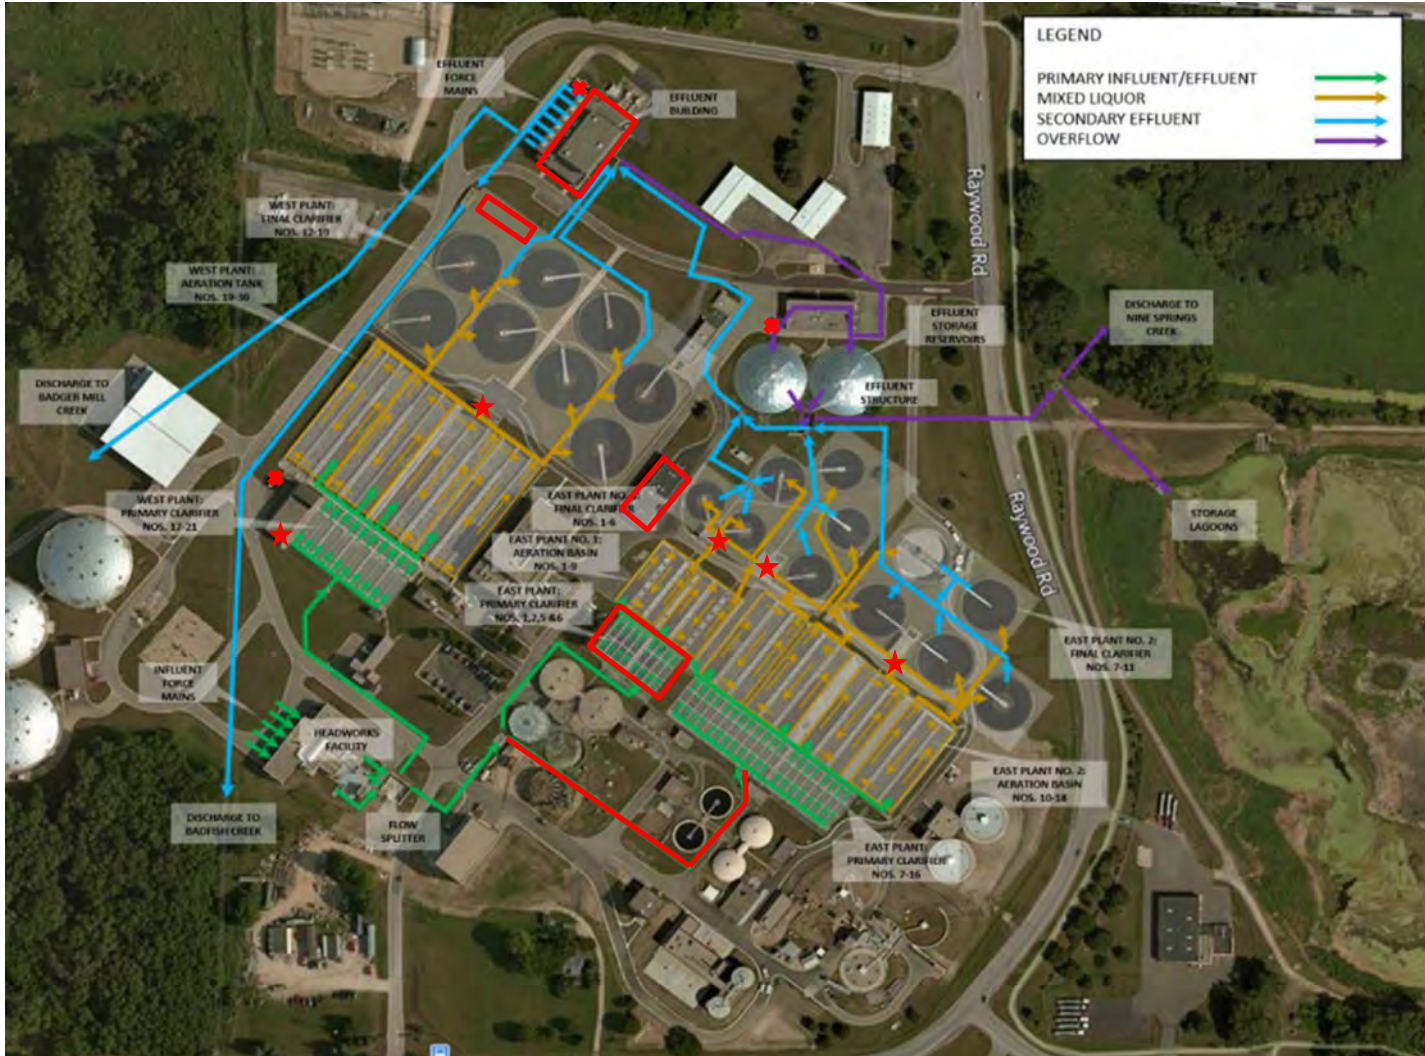 LEGEND
PRIMARY INFLUENT/EFFLUENT
MIXED LIQUOR
SECONDARY EFFLUENT
OVERFLOW
EFFLUENT
FORCE
MAINS
EFFLUENT
BUILDING
WEST PLANT:
FINAL CLARIFIER
NOS. 12-19
WEST PLANT:
AERATION TANK
NOS. 19-30
Raywood Rd
DISCHARGE TO
NINE SPRINGS
CREEK
EFFLUENT
STORAGE
RESERVOIRS
EFFLUENT
STRUCTURE
DISCHARGE TO
BADGER MILL
CREEK
WEST PLANT:
PRIMARY CLARIFIER
NOS. 17-21
EAST PLANT NO.
FINAL CLARIFIER
NOS. 1-6
STORAGE
LAGOONS
Raywood Rd
EAST PLANT NO. 1:
AERATION BASIN
NOS. 1-9
EAST PLANT:
PRIMARY CLARIFIER
NOS. 1,2,5 &6
EAST PLANT NO. 2:
FINAL CLARIFIER
NOS. 7-11
INFLUENT
FORCE
MAINS
HEADWORKS
FACILITY
EAST PLANT NO. 2:
AERATION BASIN
NOS. 10-18
DISCHARGE TO
BADFISH CREEK
FLOW
SPLITTER
EAST PLANT:
PRIMARY CLARIFIER
NOS. 7-16